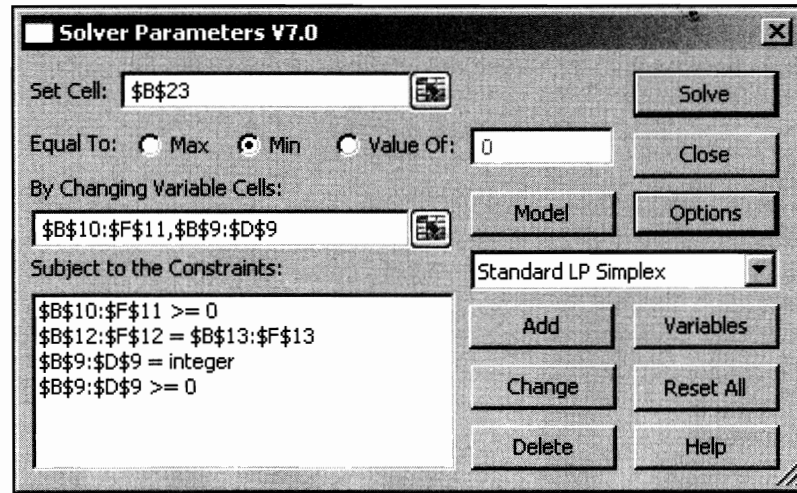 Solver Parameters V7.0
Set Cell: $B$23
Solve
Equal To: Max Min Value Of: 0
Close
By Changing Variable Cells:
$B$10:$F$11,$B$9:$D$9
Model
Options
Subject to the Constraints:
Standard LP Simplex
$B$10:$F$11 >= 0
$B$12:$F$12 = $B$13:$F$13
$B$9:$D$9 = integer
$B$9:$D$9 >= 0
Add
Variables
Change
Reset All
Delete
Help